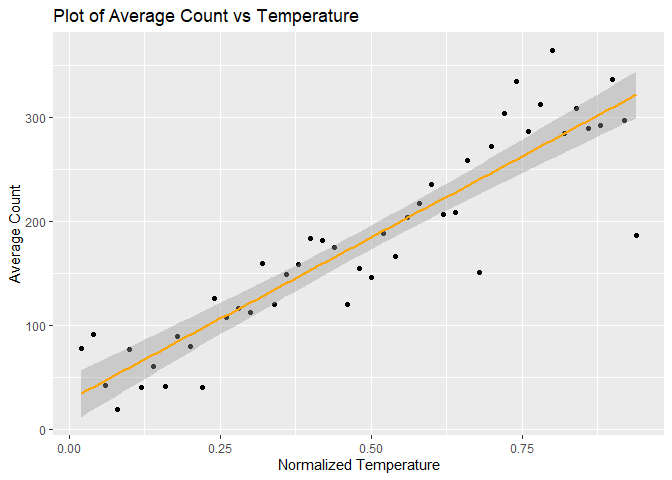 Plot of Average Count vs Temperature
300
200
100
0
Average Count
0.00 0.25 0.50 0.75
Normalized Temperature